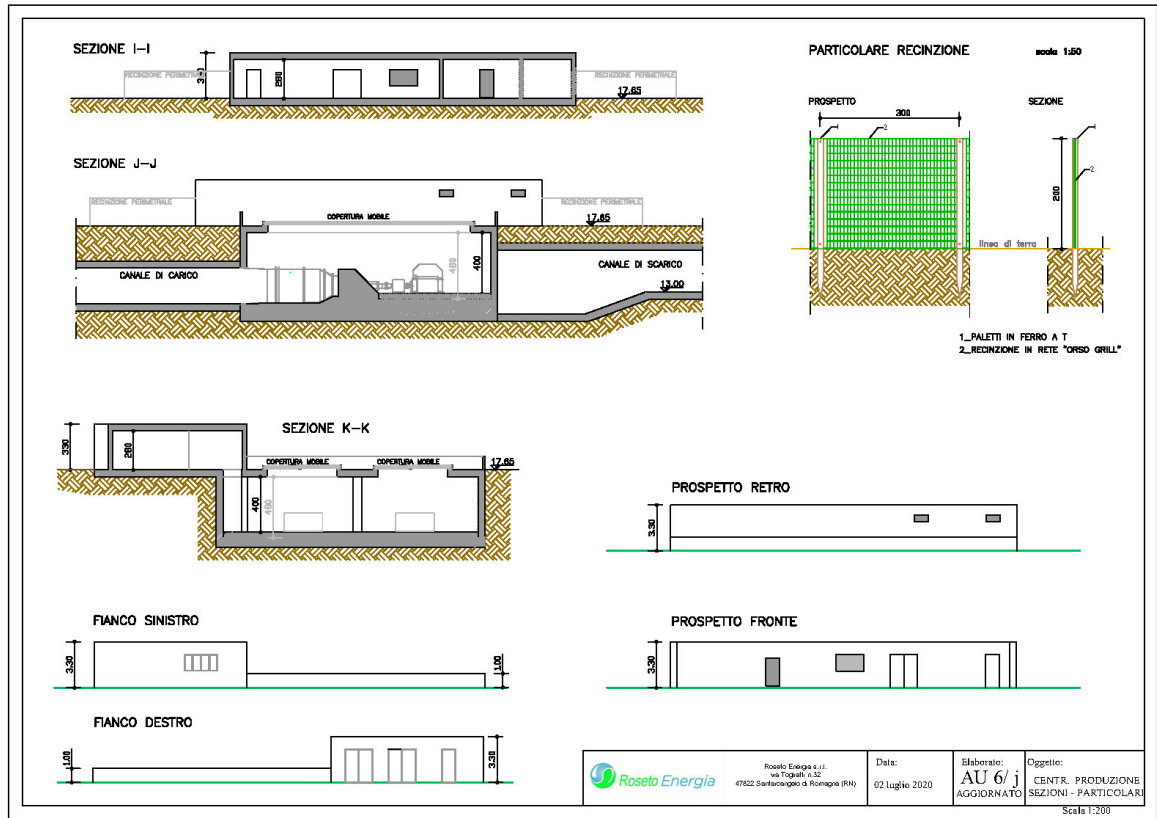 SEZIONE I-I
RECINZIONE PERIMETRALE
280
RECINZIONE PERIMETRALE
17.65
SEZIONE J-J
RECINZIONE PERIMETRALE
COPERTURA MOBILE
RECINZIONE PERIMETRALE
17.65
CANALE DI CARICO
480
400
CANALE DI SCARICO
13.00
PARTICOLARE RECINZIONE
scala 1:50
PROSPETTO
SEZIONE
300
1
2
1
2
200
linea di terra
1_PALETTI IN FERRO A T
2_RECINZIONE IN RETE "ORSO GRILL"
SEZIONE K-K
330
280
COPERTURA MOBILE
COPERTURA MOBILE
17.65
400
480
PROSPETTO RETRO
3.30
FIANCO SINISTRO
3.30
1.00
PROSPETTO FRONTE
3.30
FIANCO DESTRO
1.00
3.30
Roseto Energia
Roseto Energia s.r.l.
via Togliatti n.32
47822 Santarcangelo di Romagna (RN)
Data:
02 luglio 2020
Elaborato:
AU 6/ j
AGGIORNATO
Oggetto:
CENTR. PRODUZIONE
SEZIONI - PARTICOLARI
Scala 1:200